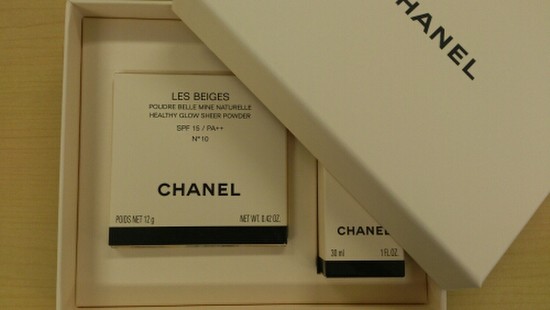 CHANEL
LES BEIGES
POUDRE BELLE MINE NATURELLE
HEALTHY GLOW SHEER POWDER
SPF 15 / PA++
N°10
CHANEL
POIDS NET 12 g NET WT. 0.42 OZ.
CHANEL
30 ml 1 FL.OZ.